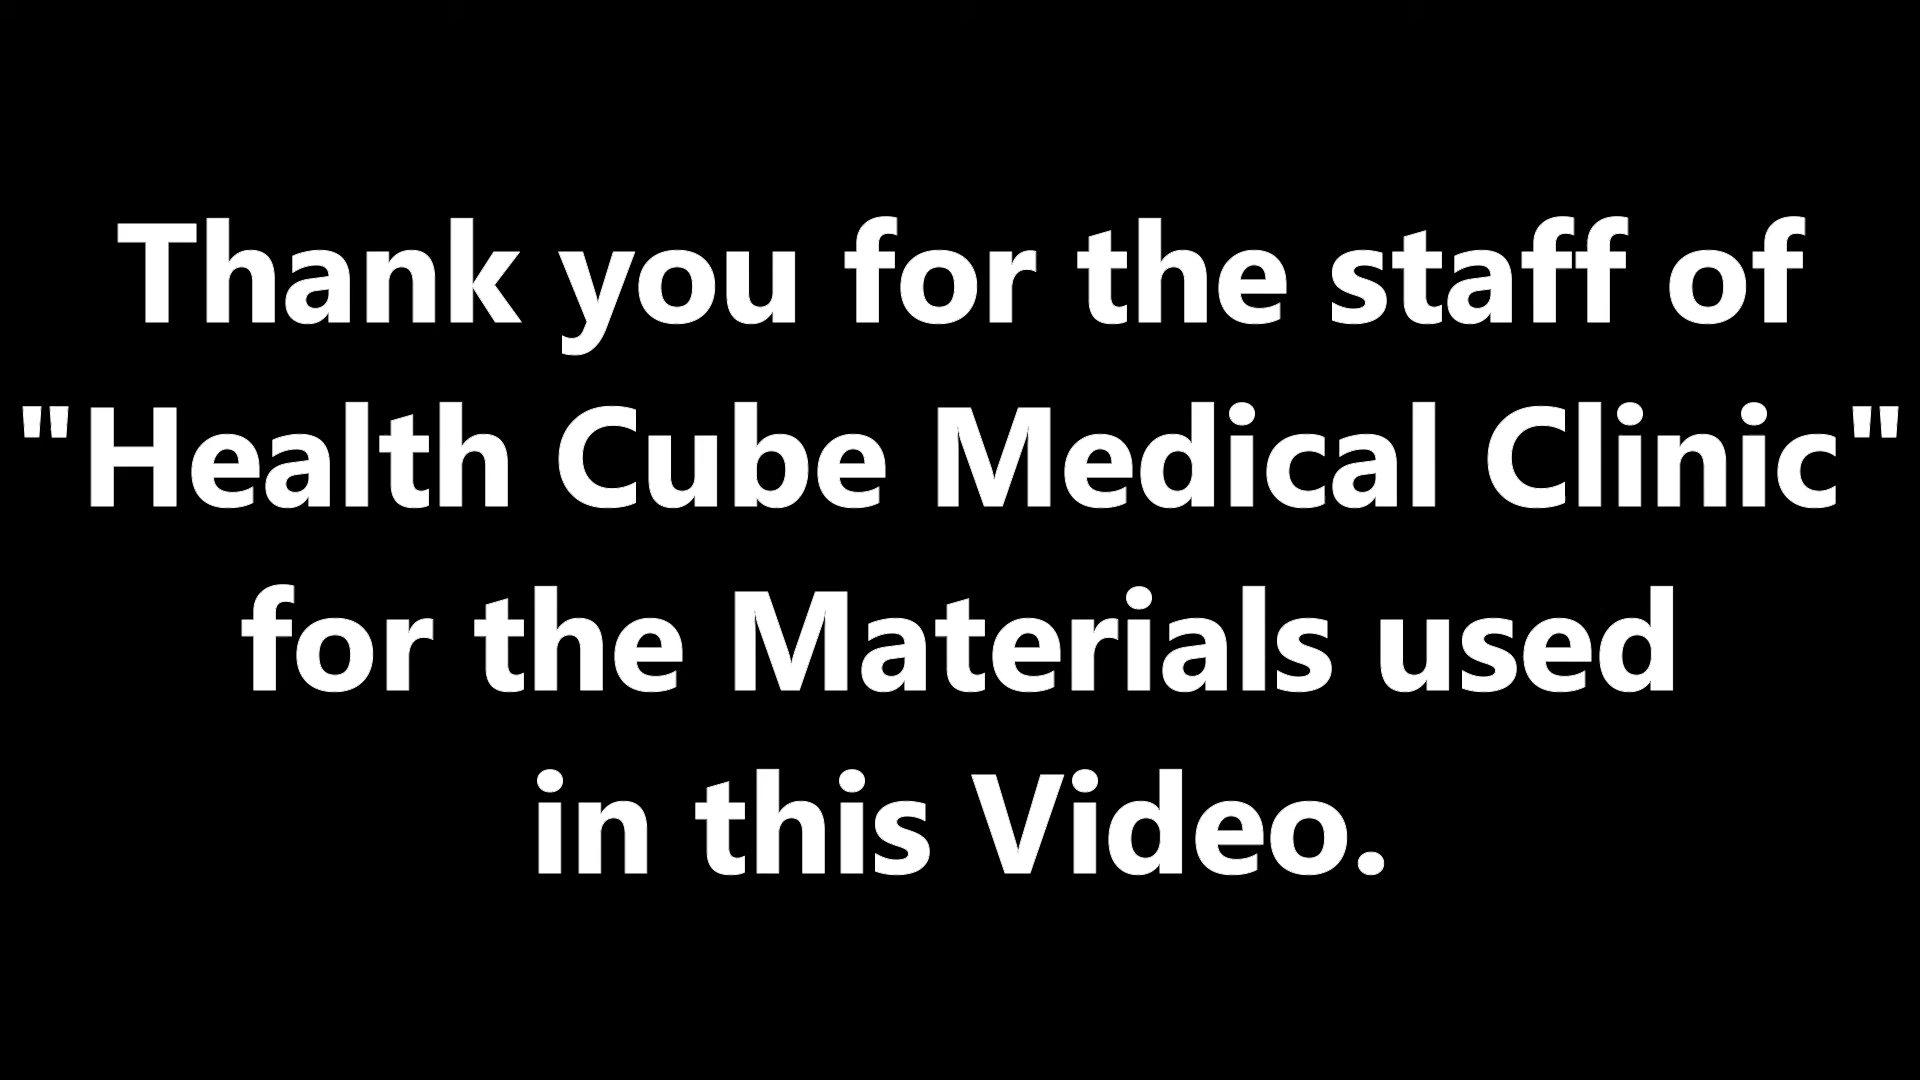 Thank you for the staff of
"Health Cube Medical Clinic"
for the Materials used
in this Video.